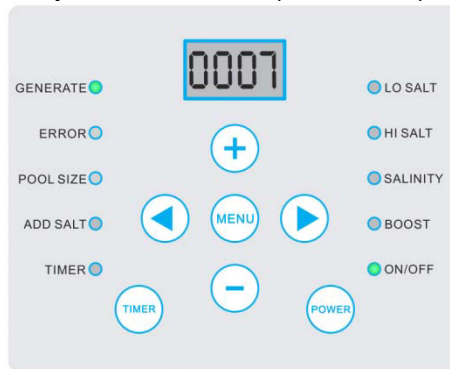 0007
GENERATE
LO SALT
ERROR
HI SALT
+
POOL SIZE
SALINITY
MENU
ADD SALT
BOOST
TIMER
ON/OFF
-
TIMER
POWER